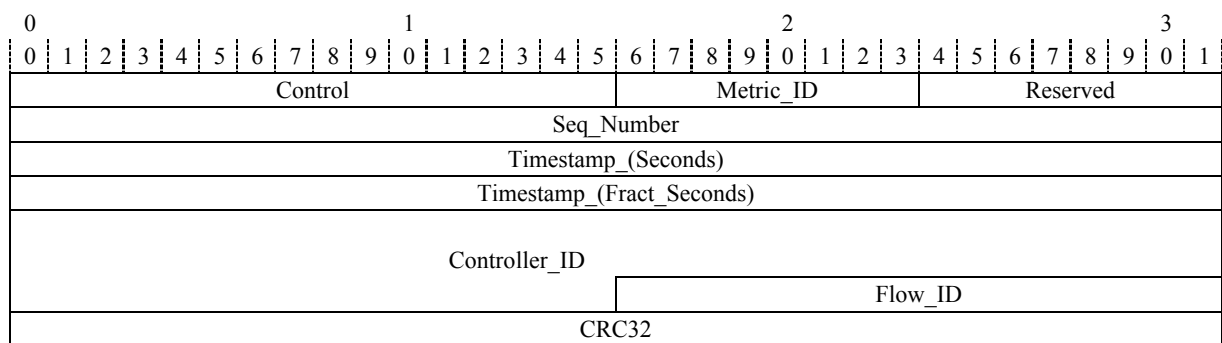 0 1 2 3
0 1 2 3 4 5 6 7 8 9 0 1 2 3 4 5 6 7 8 9 0 1 2 3 4 5 6 7 8 9 0 1
Control Metric_ID Reserved
Seq_Number
Timestamp_(Seconds)
Timestamp_(Fract_Seconds)
Controller_ID
Flow_ID
CRC32